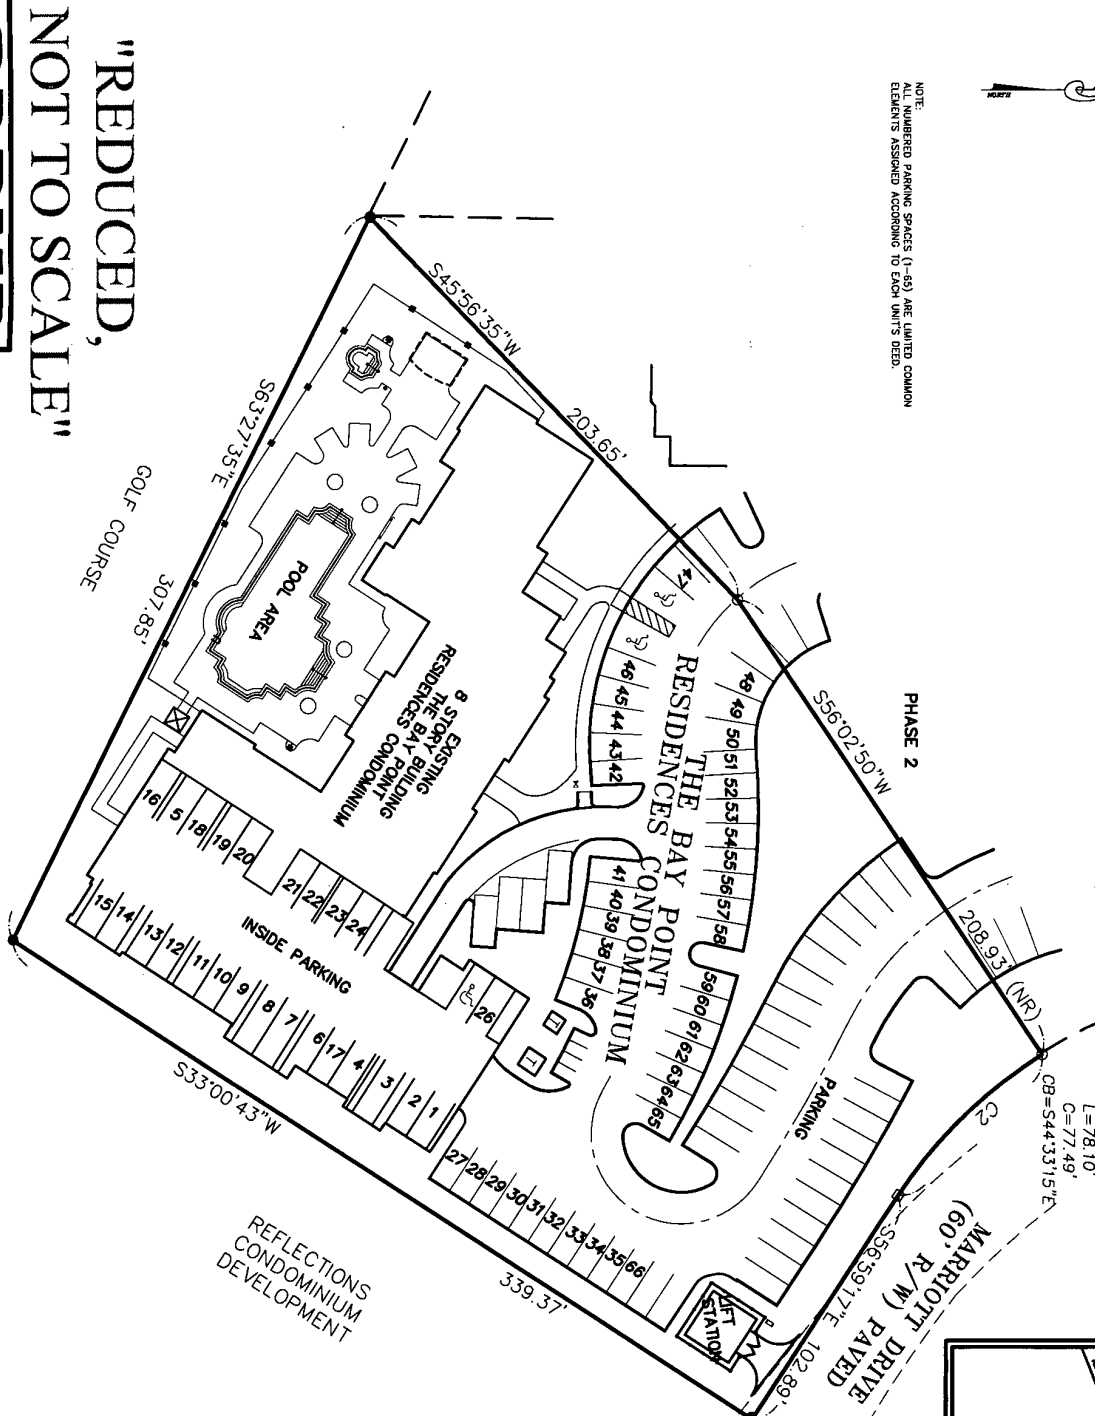 "REDUCED,
NOT TO SCALE"
NORTH
NOTE:
ALL NUMBERED PARKING SPACES (1-65) ARE LIMITED COMMON
ELEMENTS ASSIGNED ACCORDING TO EACH UNIT'S DEED.
S45°56'35"W
203.65'
PHASE 2
S56°02'50"W
208.93' (NR)
L=78.10'
C=77.49'
CB=S44°33'15"E
C2
MARRIOTT DRIVE
(60' R/W) PAVED
S56°59'17"E
102.89'
LIFT
STATION
PARKING
THE BAY POINT
RESIDENCES CONDOMINIUM
47
46
45
44
43
42
48
49
50
51
52
53
54
55
56
57
58
59
60
61
62
63
64
65
41
40
39
38
37
36
T
T
26
EXISTING
8 STORY BUILDING
THE BAY POINT
RESIDENCES CONDOMINIUM
POOL AREA
S63°27'35"E
307.85'
GOLF COURSE
16
5
18
19
20
21
22
23
24
INSIDE PARKING
15
14
13
12
11
10
9
8
7
6
17
4
3
2
1
27
28
29
30
31
32
33
34
35
66
S33°00'43"W
339.37'
REFLECTIONS
CONDOMINIUM
DEVELOPMENT